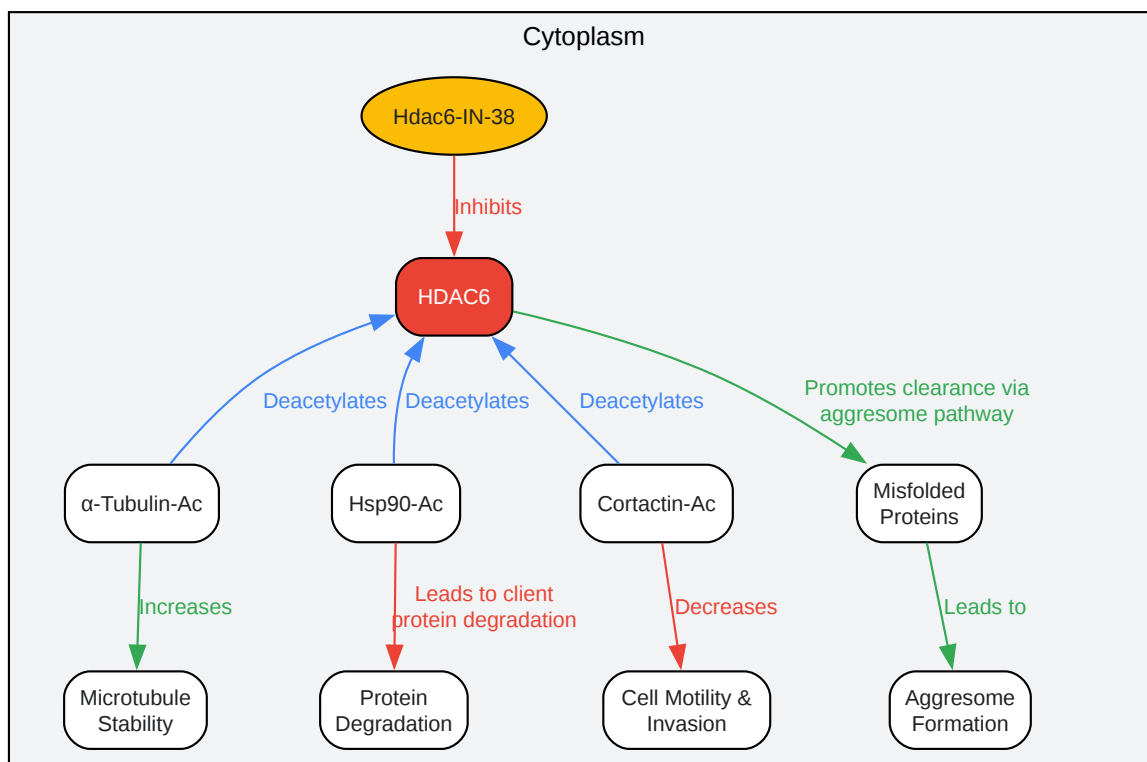 Cytoplasm
Hdac6-IN-38
Inhibits
HDAC6
Deacetylates
Deacetylates
Deacetylates
Promotes clearance via
aggresome pathway
α-Tubulin-Ac
Hsp90-Ac
Cortactin-Ac
Misfolded
Proteins
Increases
Leads to client
protein degradation
Decreases
Leads to
Microtubule
Stability
Protein
Degradation
Cell Motility &
Invasion
Aggresome
Formation